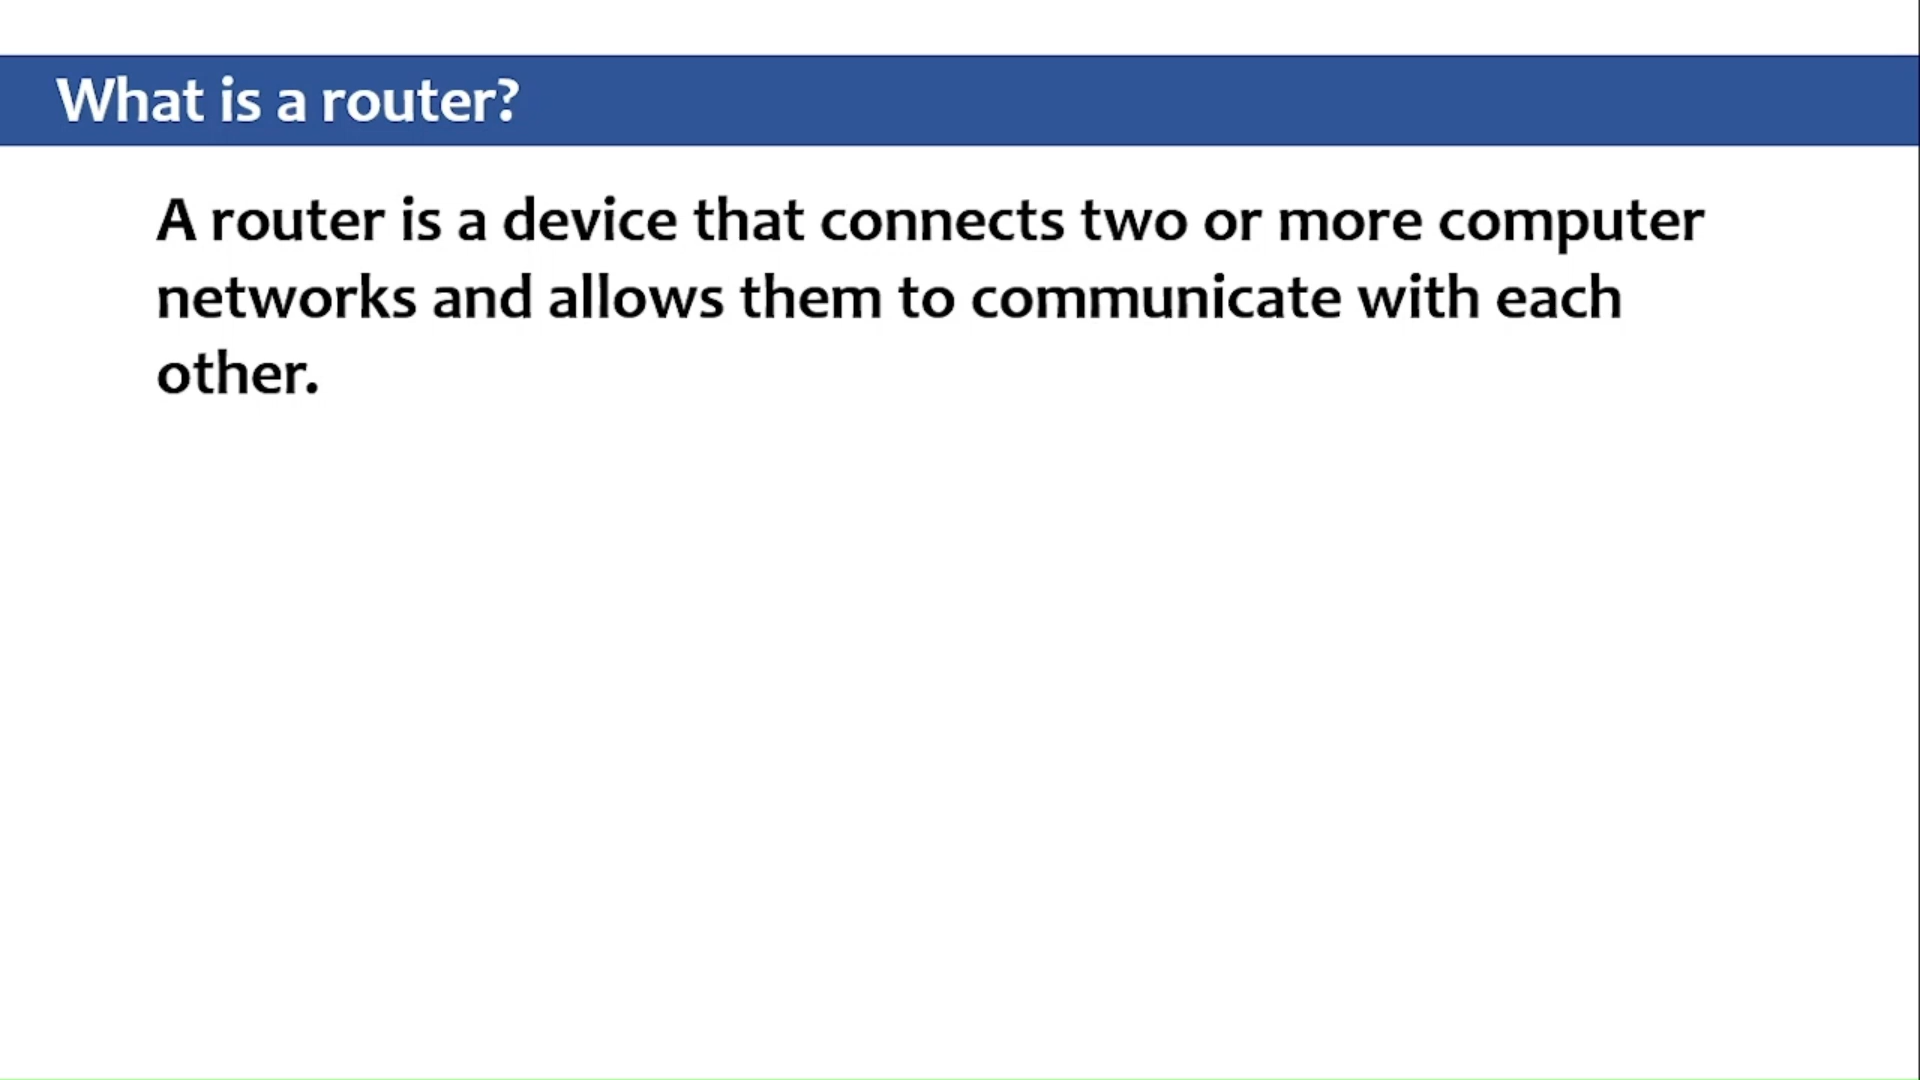 What is a router?
A router is a device that connects two or more computer
networks and allows them to communicate with each
other.